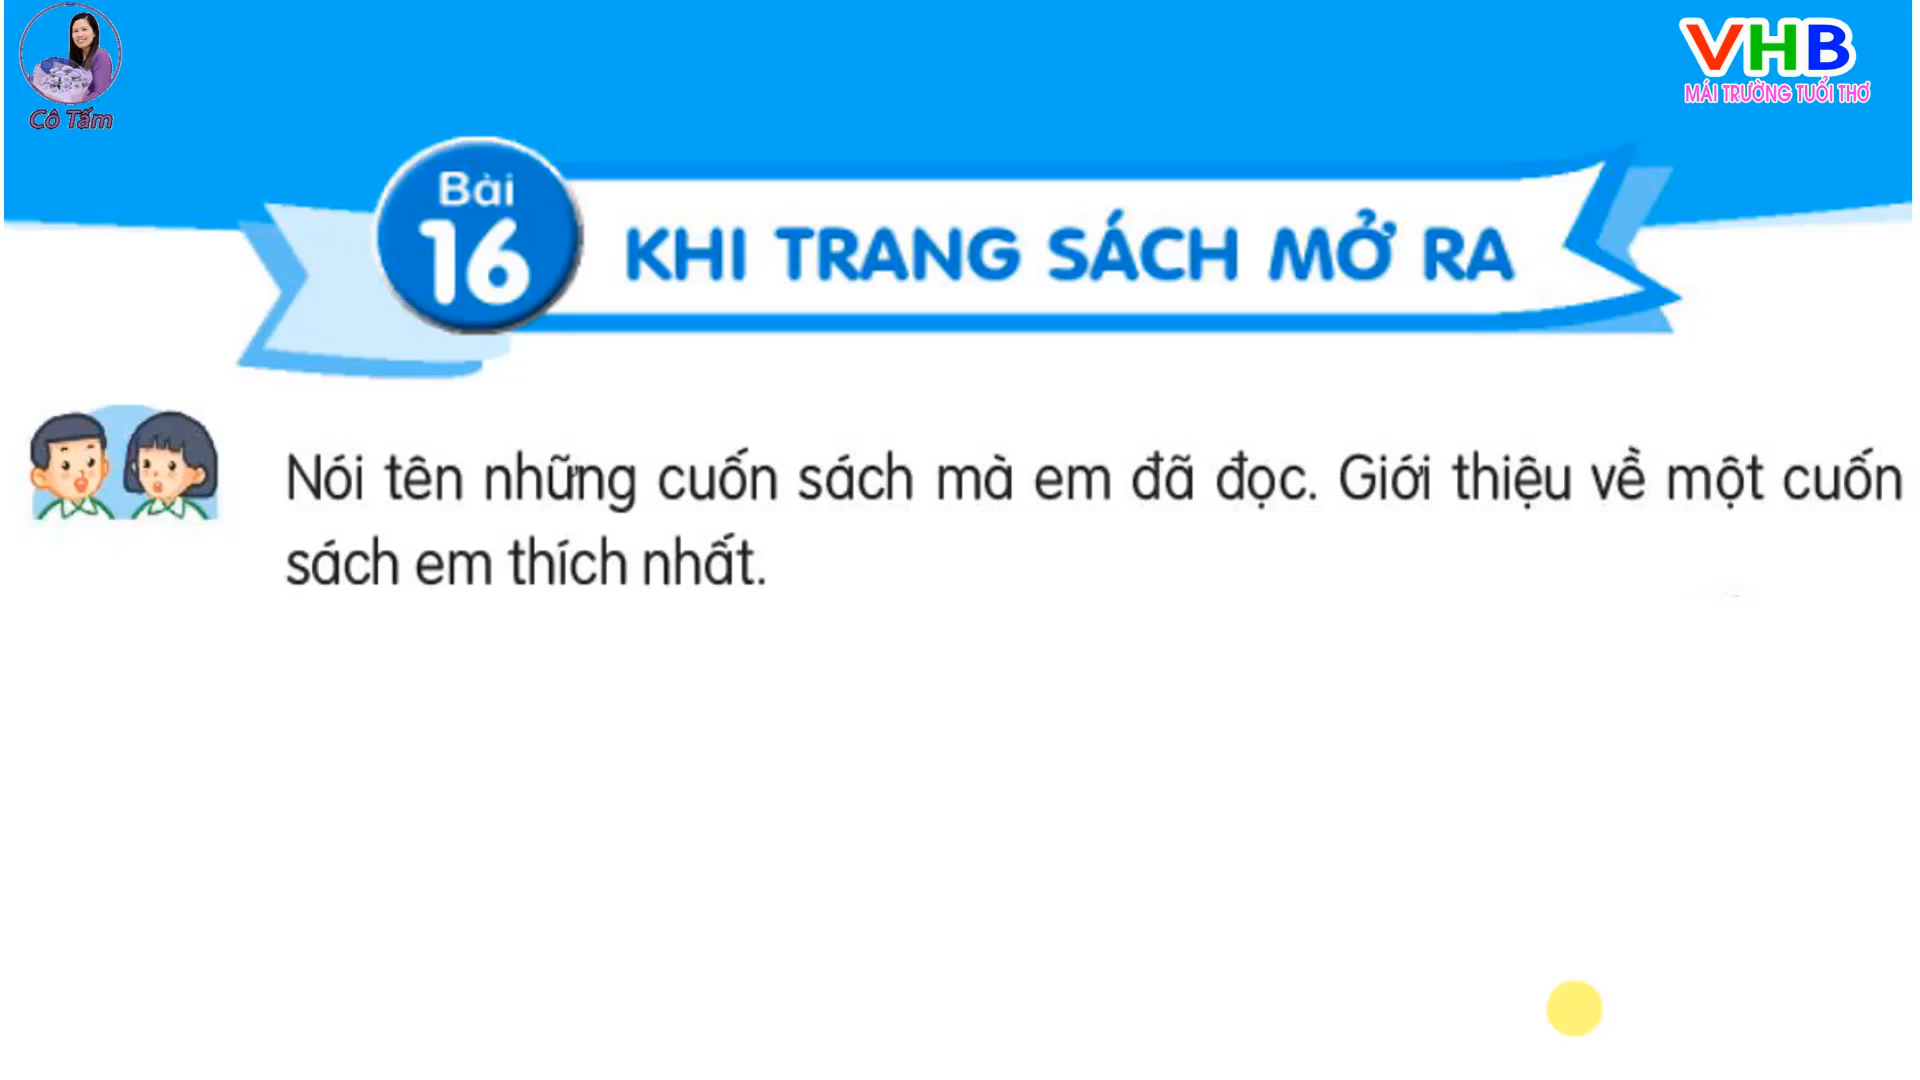 Cô Tấm
VHB
MÁI TRƯỜNG TUỔI THƠ
Bài
16
KHI TRANG SÁCH MỞ RA
Nói tên những cuốn sách mà em đã đọc. Giới thiệu về một cuốn
sách em thích nhất.